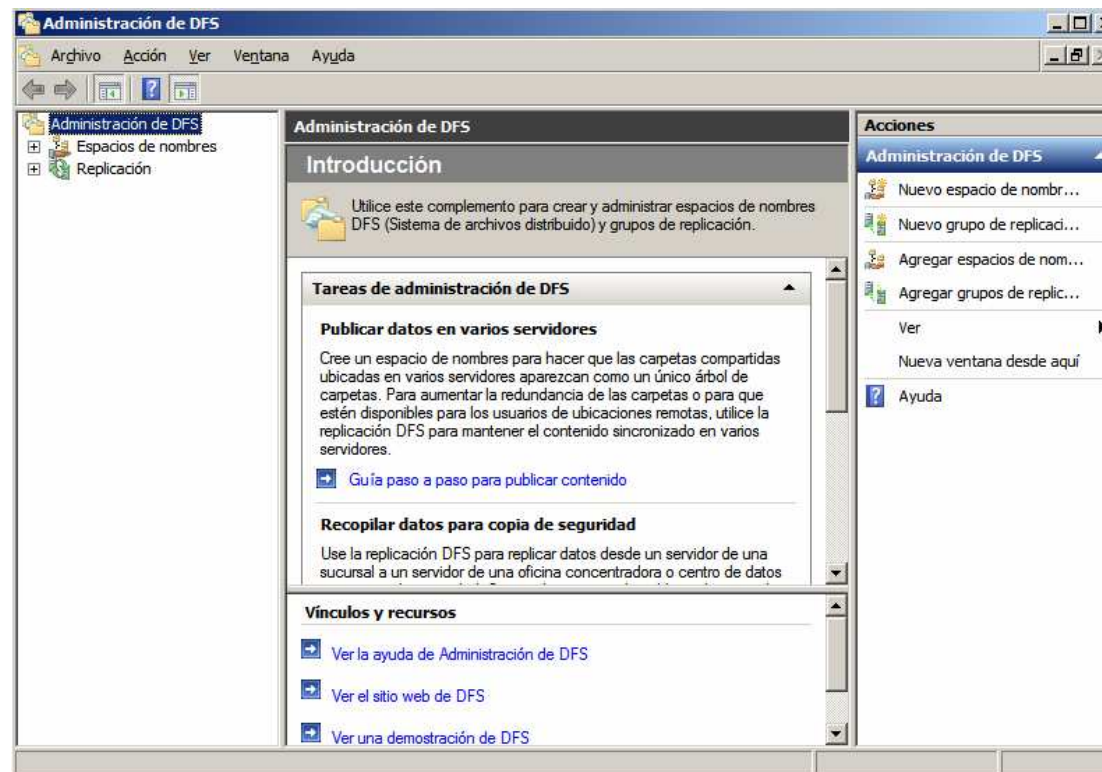 Administración de DFS
Archivo Acción Ver Ventana Ayuda
Administración de DFS
Espacios de nombres
Replicación
Administración de DFS
Introducción
Utilice este complemento para crear y administrar espacios de nombres
DFS (Sistema de archivos distribuido) y grupos de replicación.
Tareas de administración de DFS
Publicar datos en varios servidores
Cree un espacio de nombres para hacer que las carpetas compartidas
ubicadas en varios servidores aparezcan como un único árbol de
carpetas. Para aumentar la redundancia de las carpetas o para que
estén disponibles para los usuarios de ubicaciones remotas, utilice la
replicación DFS para mantener el contenido sincronizado en varios
servidores.
Guía paso a paso para publicar contenido
Recopilar datos para copia de seguridad
Use la replicación DFS para replicar datos desde un servidor de una
sucursal a un servidor de una oficina concentradora o centro de datos
Vínculos y recursos
Ver la ayuda de Administración de DFS
Ver el sitio web de DFS
Ver una demostración de DFS
Acciones
Administración de DFS
Nuevo espacio de nombr...
Nuevo grupo de replicaci...
Agregar espacios de nom...
Agregar grupos de replic...
Ver
Nueva ventana desde aquí
Ayuda